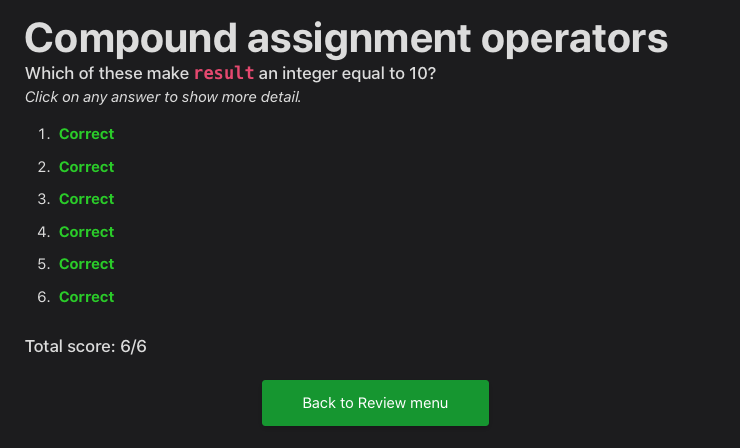 Compound assignment operators
Which of these make result an integer equal to 10?
Click on any answer to show more detail.
1. Correct
2. Correct
3. Correct
4. Correct
5. Correct
6. Correct
Total score: 6/6
Back to Review menu